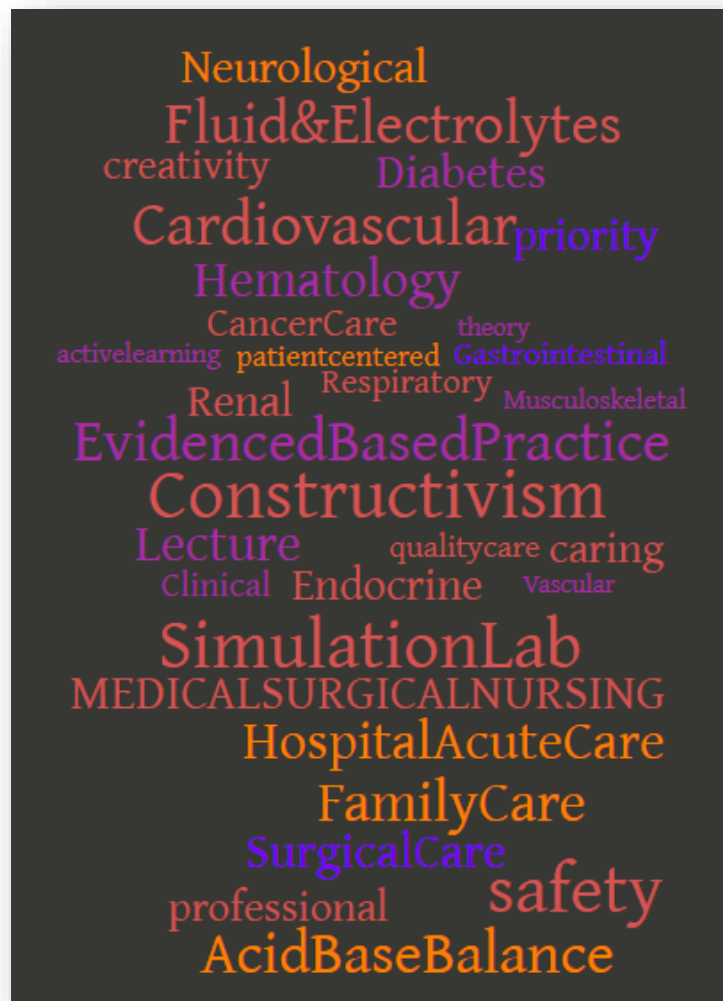 Neurological
Fluid&Electrolytes
creativity Diabetes
Cardiovascular priority
Hematology
CancerCare theory
activelearning patientcentered Gastrointestinal
Renal Respiratory Musculoskeletal
EvidencedBasedPractice
Constructivism
Lecture qualitycare caring
Clinical Endocrine Vascular
SimulationLab
MEDICALSURGICALNURSING
HospitalAcuteCare
FamilyCare
SurgicalCare
professional safety
AcidBaseBalance